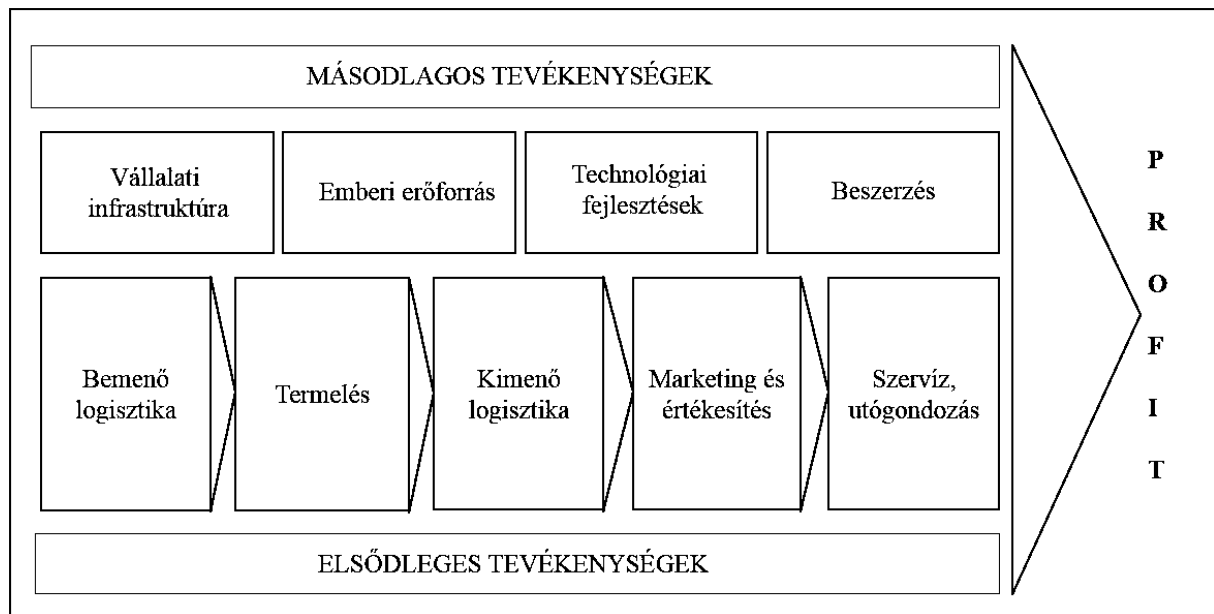 MÁSODLAGOS TEVÉKENYSÉGEK
Vállalati
infrastruktúra
Emberi erőforrás
Technológiai
fejlesztések
Beszerzés
Bemenő
logisztika
Termelés
Kimenő
logisztika
Marketing és
értékesítés
Szervíz,
utógondozás
ELSŐDLEGES TEVÉKENYSÉGEK
P
R
O
F
I
T